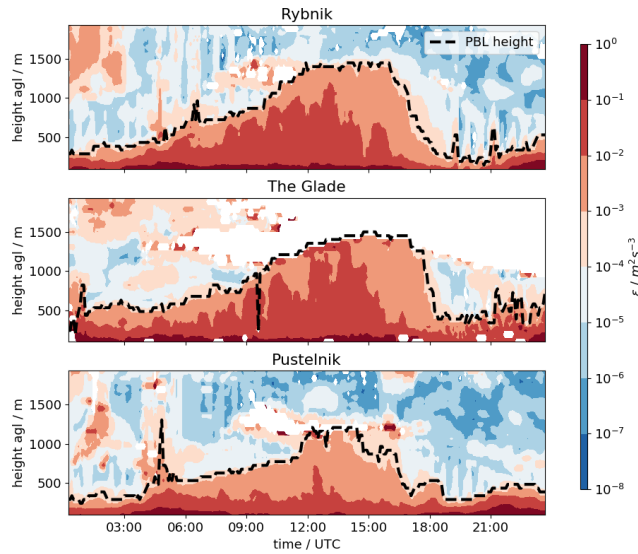 Rybnik
height agl / m
1500
1000
500
PBL height
The Glade
height agl / m
1500
1000
500
Pustelnik
height agl / m
1500
1000
500
03:00 06:00 09:00 12:00 15:00 18:00 21:00
time / UTC
10⁰
10⁻¹
10⁻²
10⁻³
10⁻⁴
10⁻⁵
10⁻⁶
10⁻⁷
10⁻⁸
ε / m²s⁻³